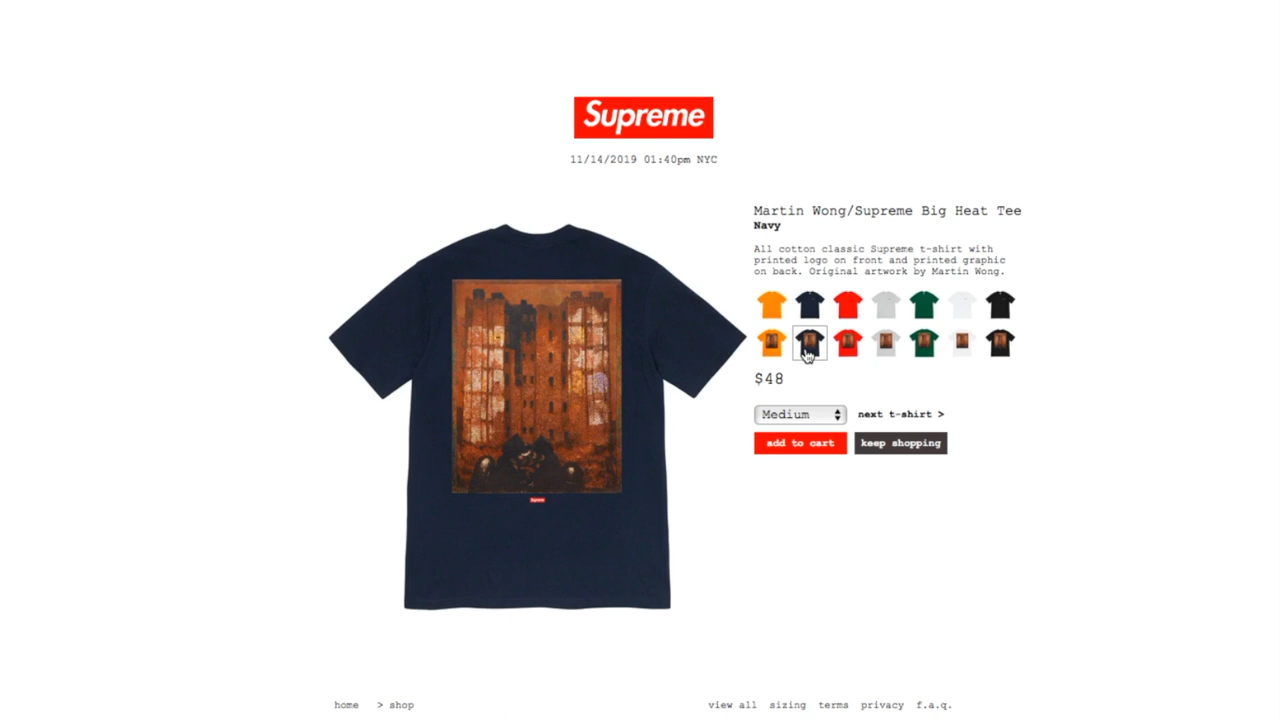 Supreme
11/14/2019 01:40pm NYC
Martin Wong/Supreme Big Heat Tee
Navy
All cotton classic Supreme t-shirt with
printed logo on front and printed graphic
on back. Original artwork by Martin Wong.
$48
Medium
next t-shirt >
add to cart
keep shopping
Supreme
home > shop
view all sizing terms privacy f.a.q.